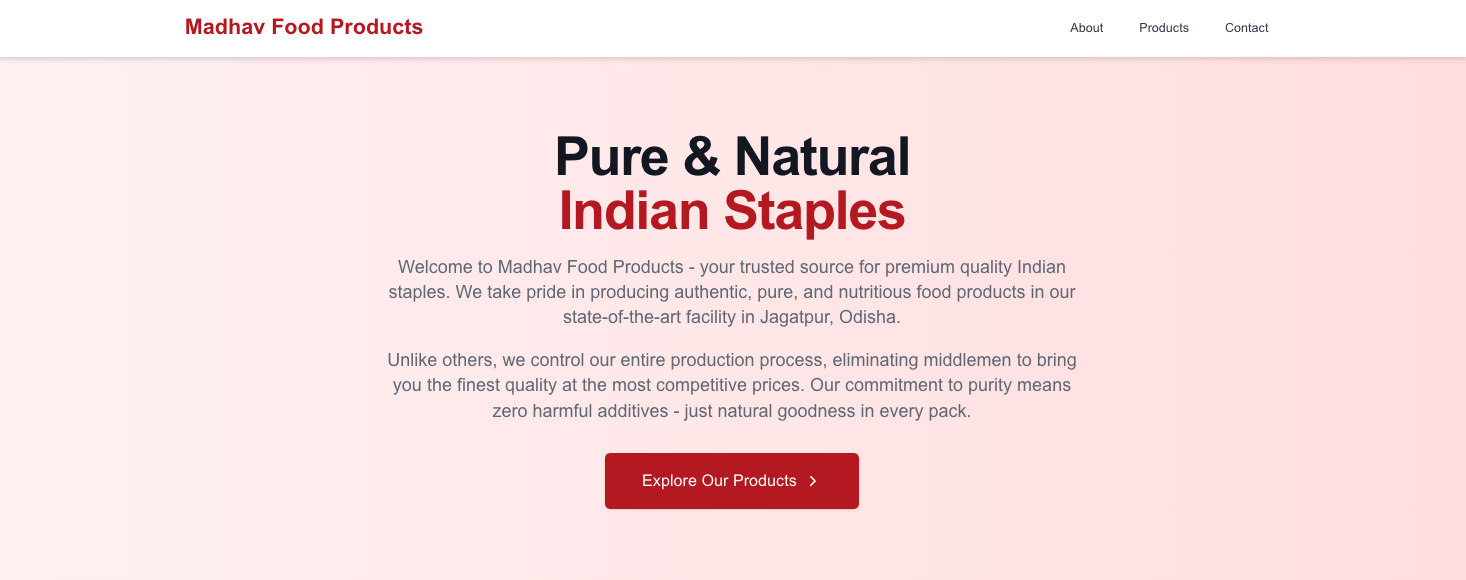 Madhav Food Products
About
Products
Contact
Pure & Natural
Indian Staples
Welcome to Madhav Food Products - your trusted source for premium quality Indian
staples. We take pride in producing authentic, pure, and nutritious food products in our
state-of-the-art facility in Jagatpur, Odisha.
Unlike others, we control our entire production process, eliminating middlemen to bring
you the finest quality at the most competitive prices. Our commitment to purity means
zero harmful additives - just natural goodness in every pack.
Explore Our Products